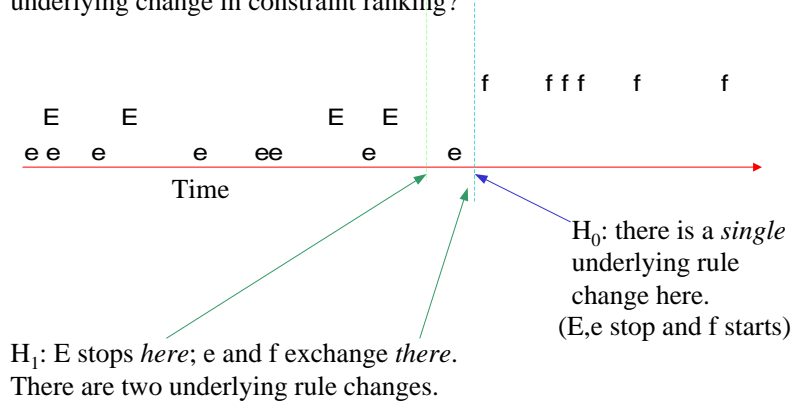 underlying change in constraint ranking?
f f f f f f
E E E E
e e e e e e e e
Time
H0: there is a single
underlying rule
change here.
(E,e stop and f starts)
H1: E stops here; e and f exchange there.
There are two underlying rule changes.